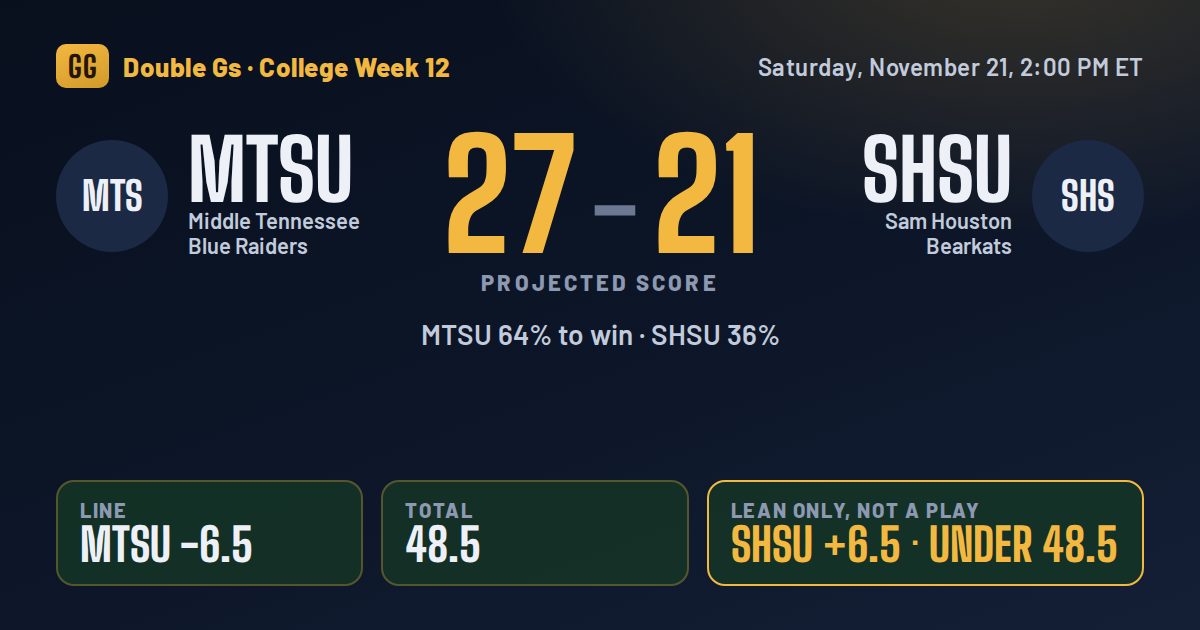 GG Double Gs · College Week 12
Saturday, November 21, 2:00 PM ET
MTS
MTSU
Middle Tennessee
Blue Raiders
27 – 21
PROJECTED SCORE
MTSU 64% to win · SHSU 36%
SHSU
Sam Houston
Bearkats
SHS
LINE
MTSU −6.5
TOTAL
48.5
LEAN ONLY, NOT A PLAY
SHSU +6.5 · UNDER 48.5